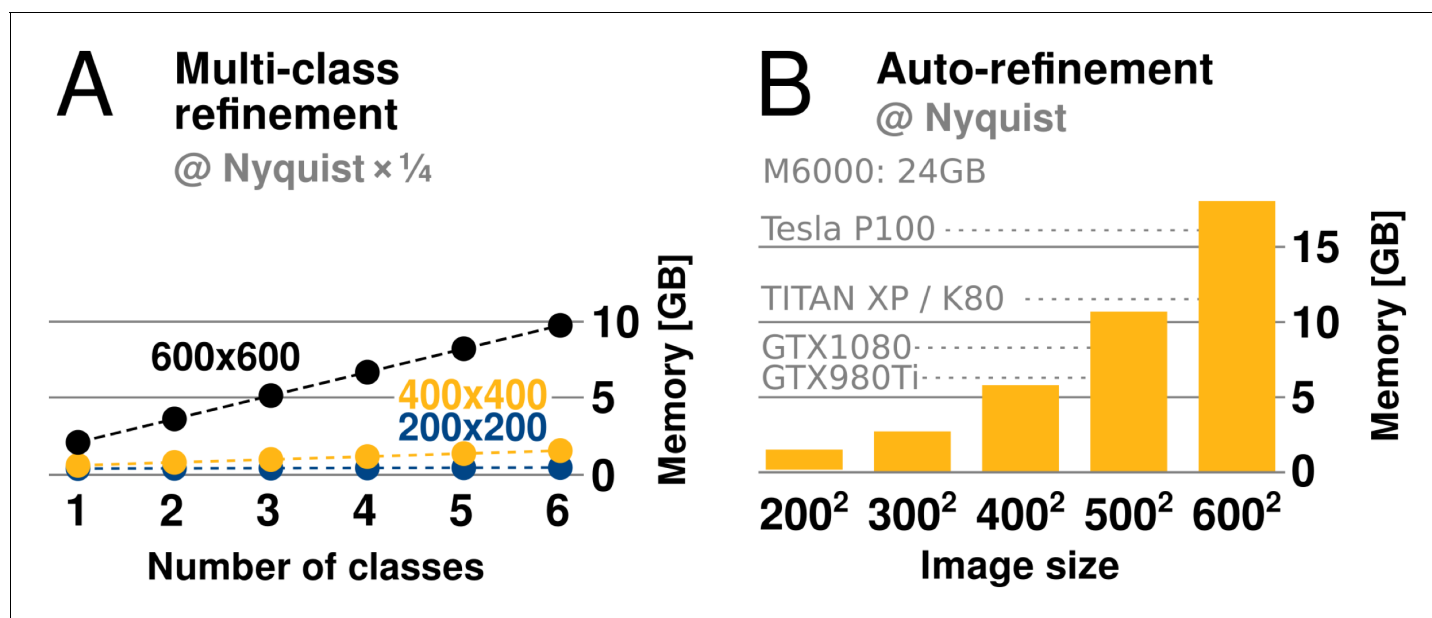 A
Multi-class
refinement
@ Nyquist × ¼
600x600
400x400
200x200
10
5
0
Memory [GB]
1 2 3 4 5 6
Number of classes
B
Auto-refinement
@ Nyquist
M6000: 24GB
Tesla P100
TITAN XP / K80
GTX1080
GTX980Ti
15
10
5
0
Memory [GB]
200² 300² 400² 500² 600²
Image size